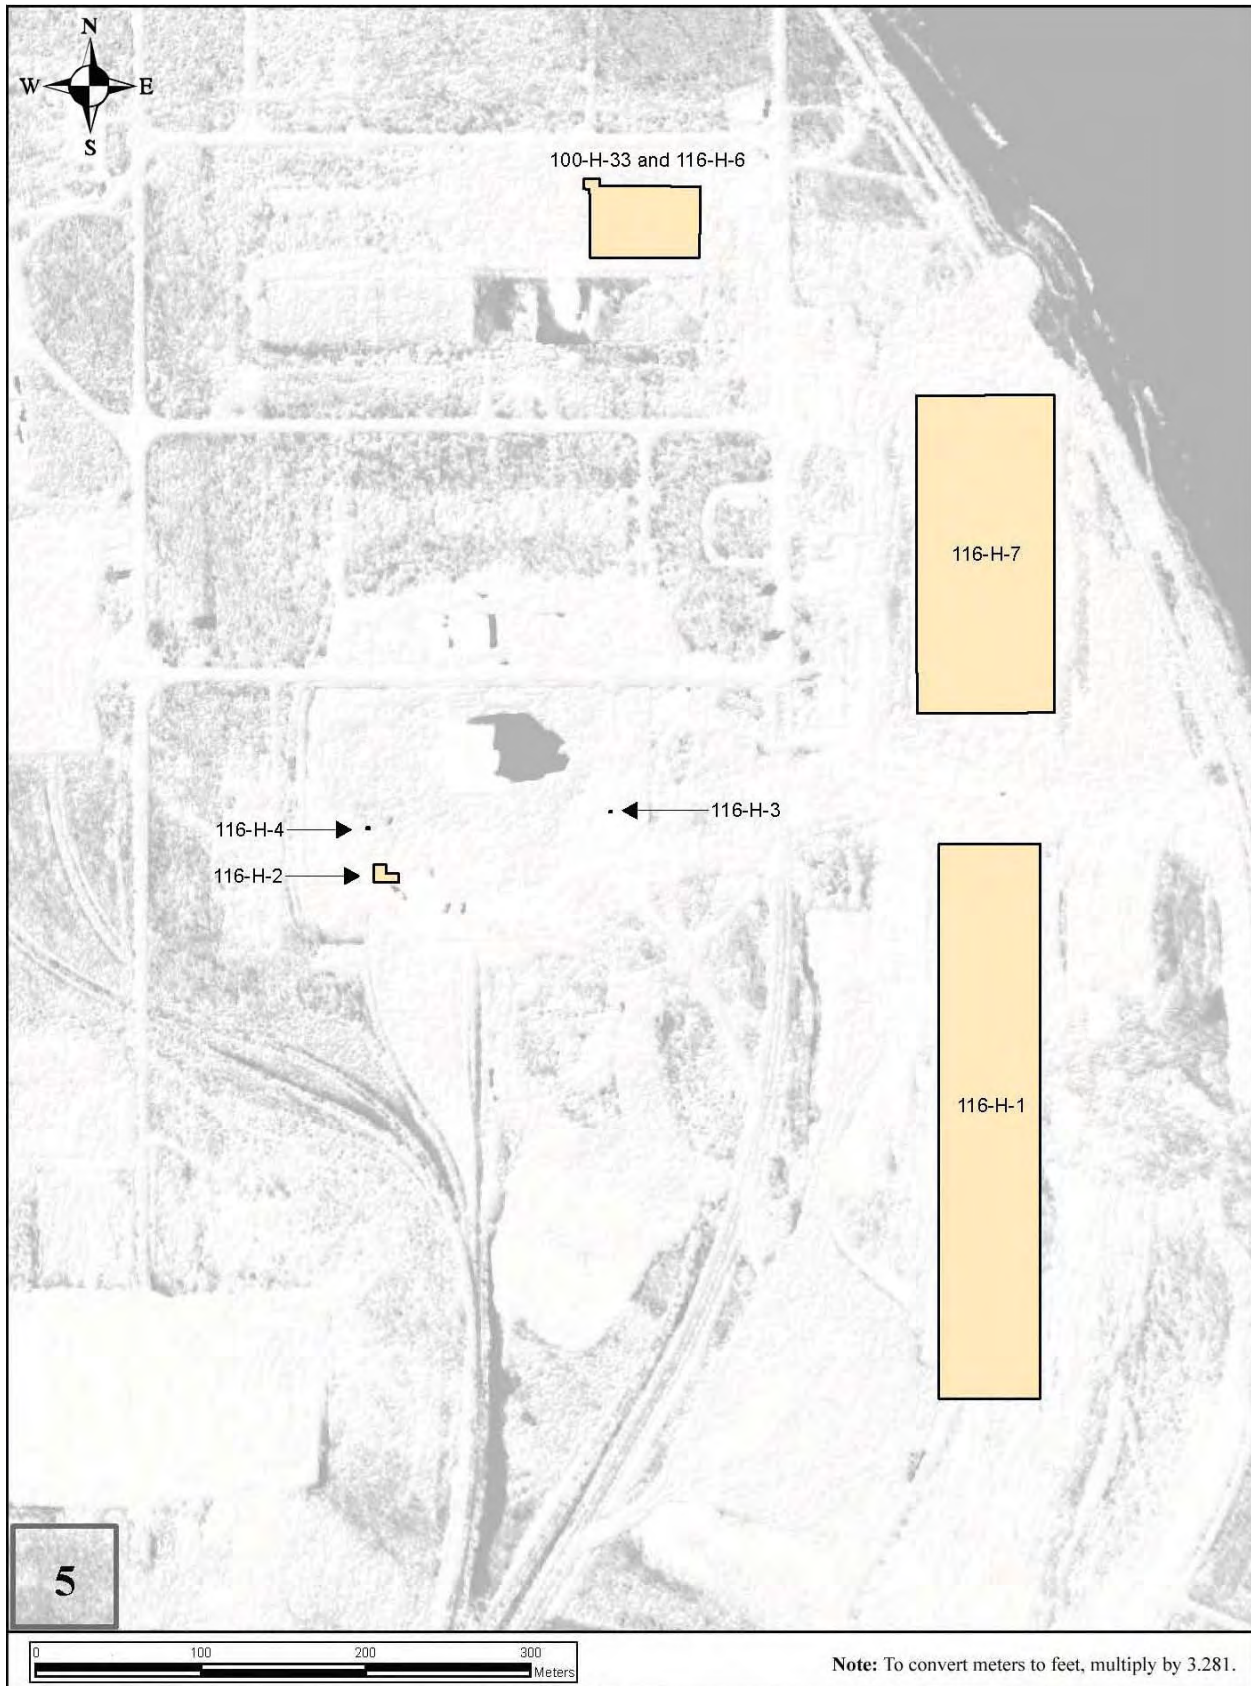 N
W E
S
100-H-33 and 116-H-6
116-H-7
116-H-3
116-H-4
116-H-2
116-H-1
5
0 100 200 300
Meters
Note: To convert meters to feet, multiply by 3.281.